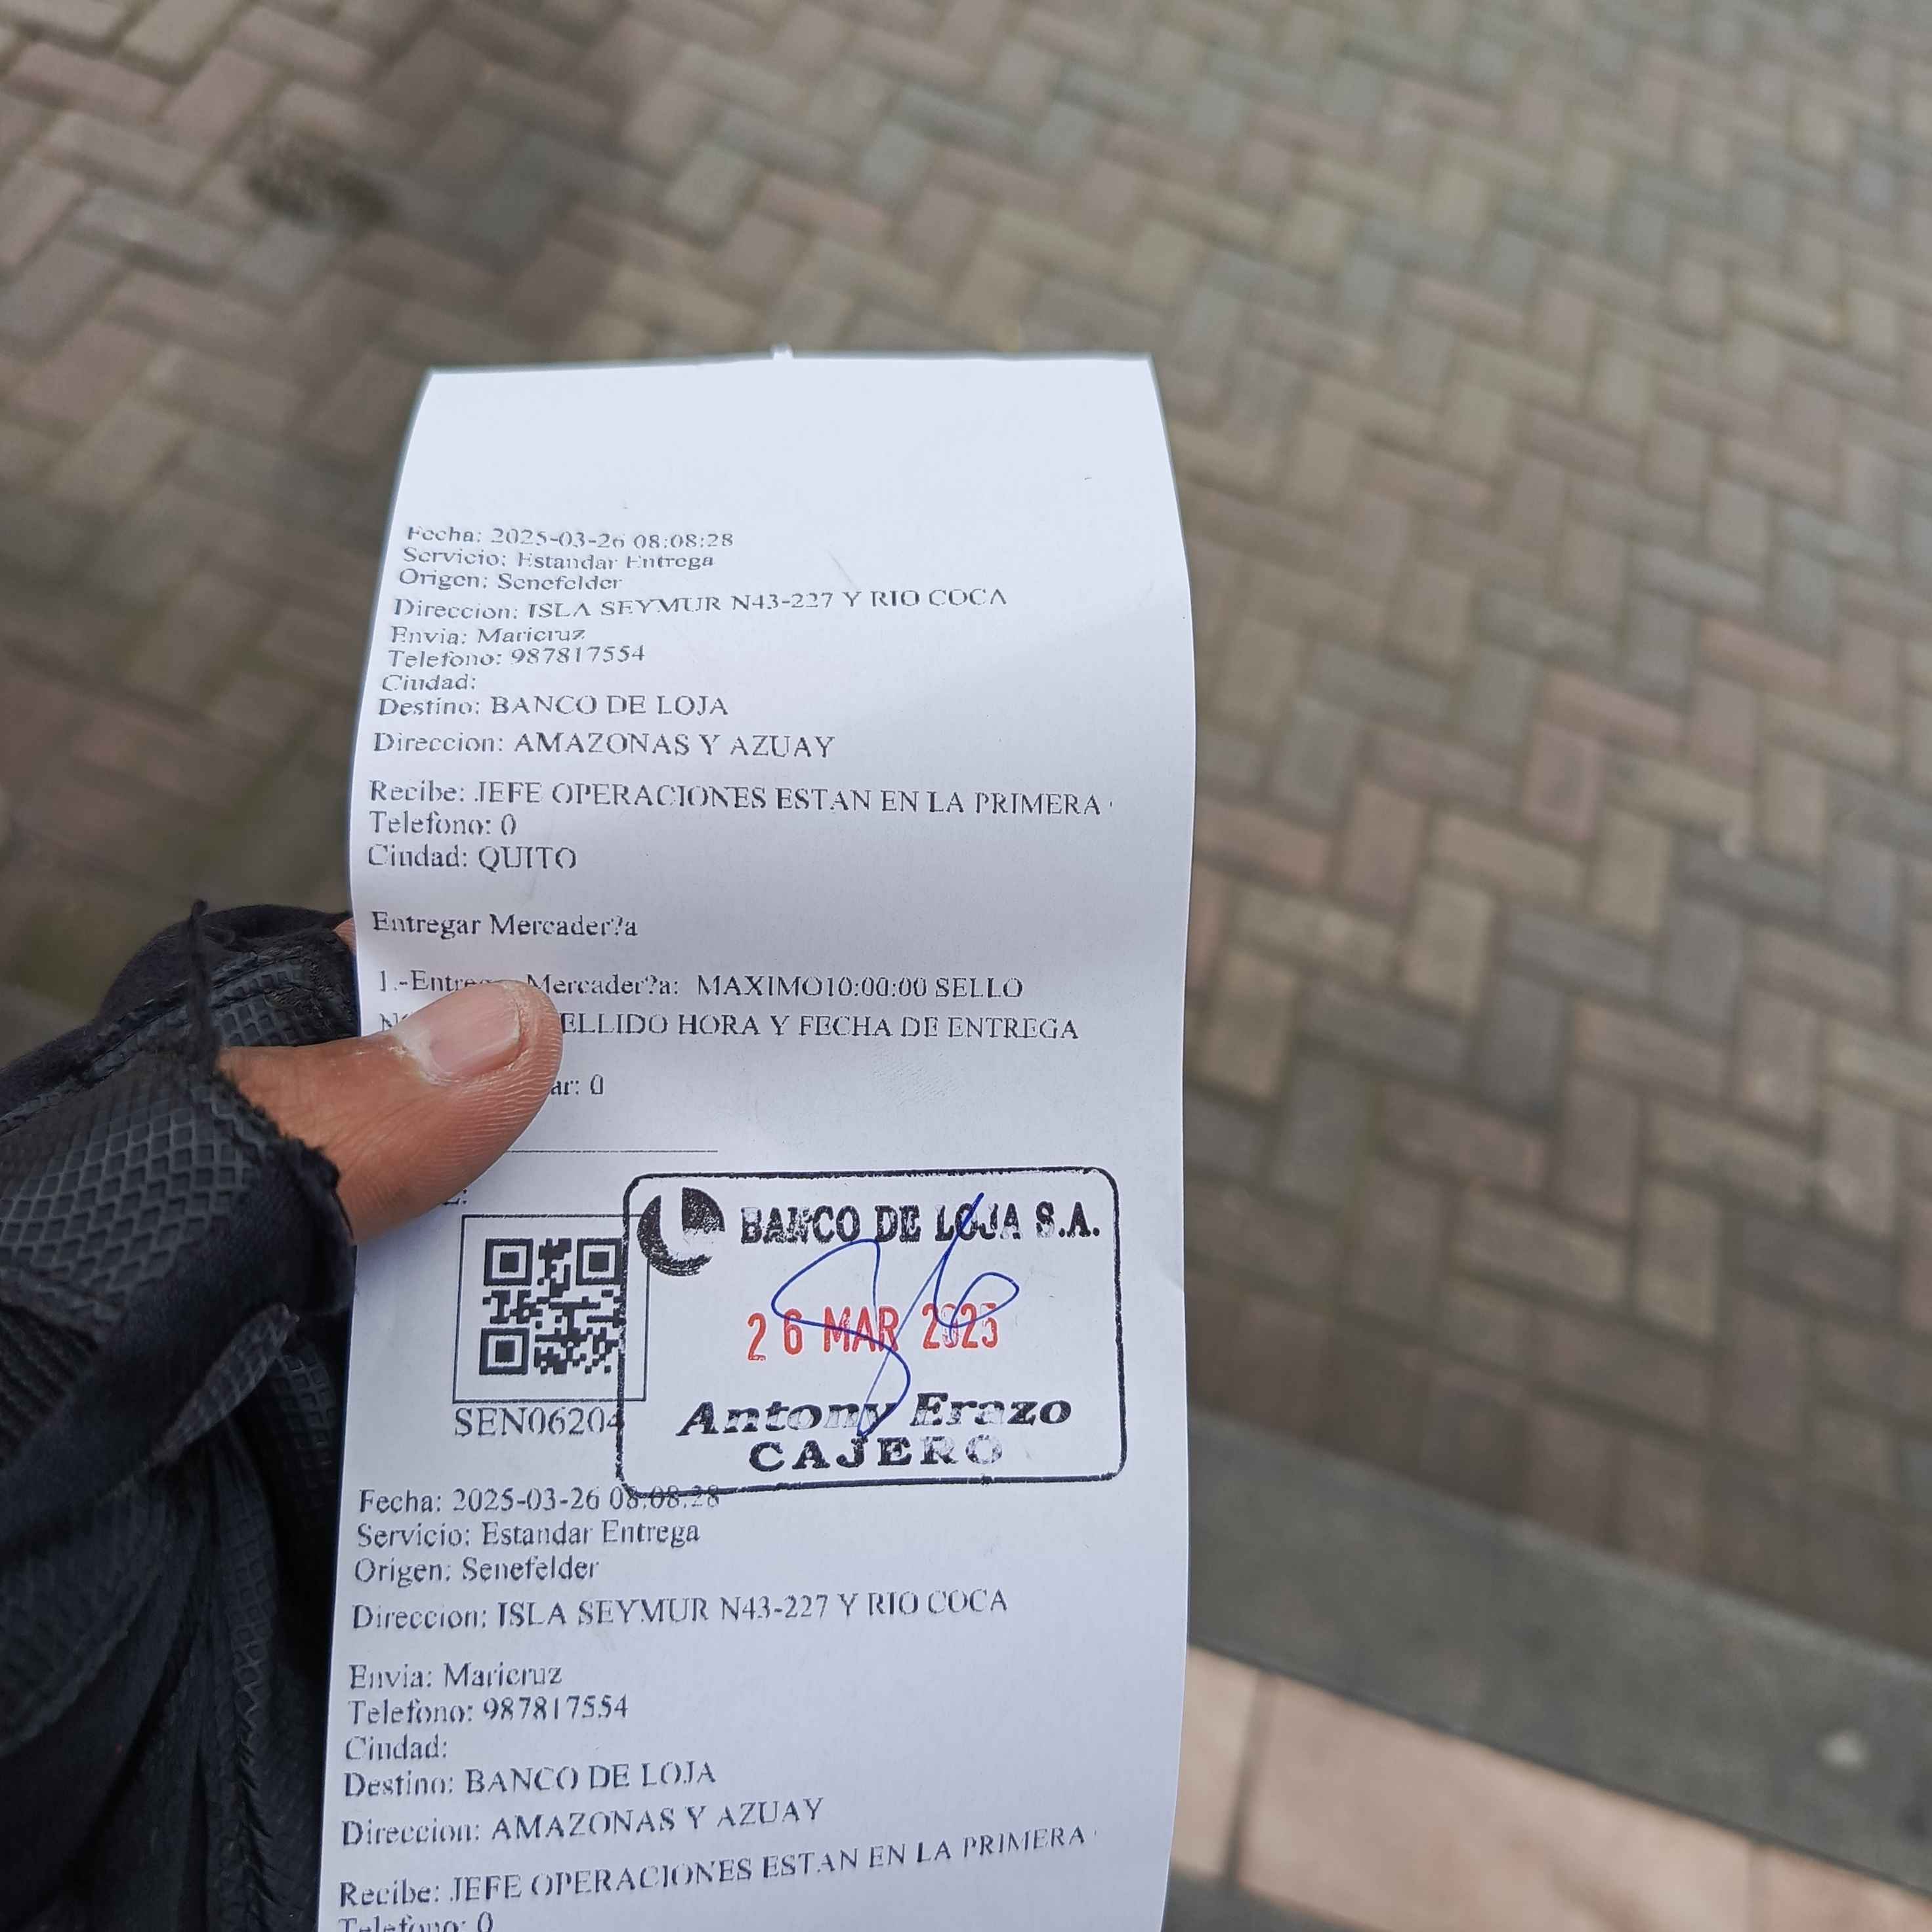 Fecha: 2025-03-26 08:08:28
Servicio: Estandar Entrega
Origen: Senefelder
Direccion: ISLA SEYMUR N43-227 Y RIO COCA
Envia: Maricruz
Telefono: 987817554
Ciudad:
Destino: BANCO DE LOJA
Direccion: AMAZONAS Y AZUAY
Recibe: JEFE OPERACIONES ESTAN EN LA PRIMERA
Telefono: 0
Ciudad: QUITO
Entregar Mercader?a
1.-Entregar Mercader?a: MAXIMO10:00:00 SELLO
ELLIDO HORA Y FECHA DE ENTREGA
ar: 0
BANCO DE LOJA S.A.
26 MAR 2025
Antony Erazo
CAJERO
SEN06204
Fecha: 2025-03-26 08:08:28
Servicio: Estandar Entrega
Origen: Senefelder
Direccion: ISLA SEYMUR N43-227 Y RIO COCA
Envia: Maricruz
Telefono: 987817554
Ciudad:
Destino: BANCO DE LOJA
Direccion: AMAZONAS Y AZUAY
Recibe: JEFE OPERACIONES ESTAN EN LA PRIMERA
Telefono: 0